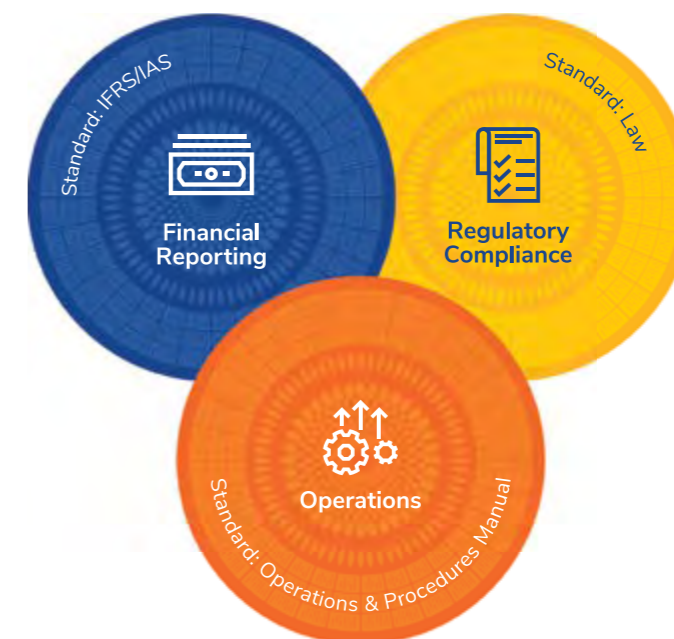 Standard: IFRS/IAS
Financial
Reporting
Standard: Law
Regulatory
Compliance
Operations
Standard: Operations & Procedures Manual